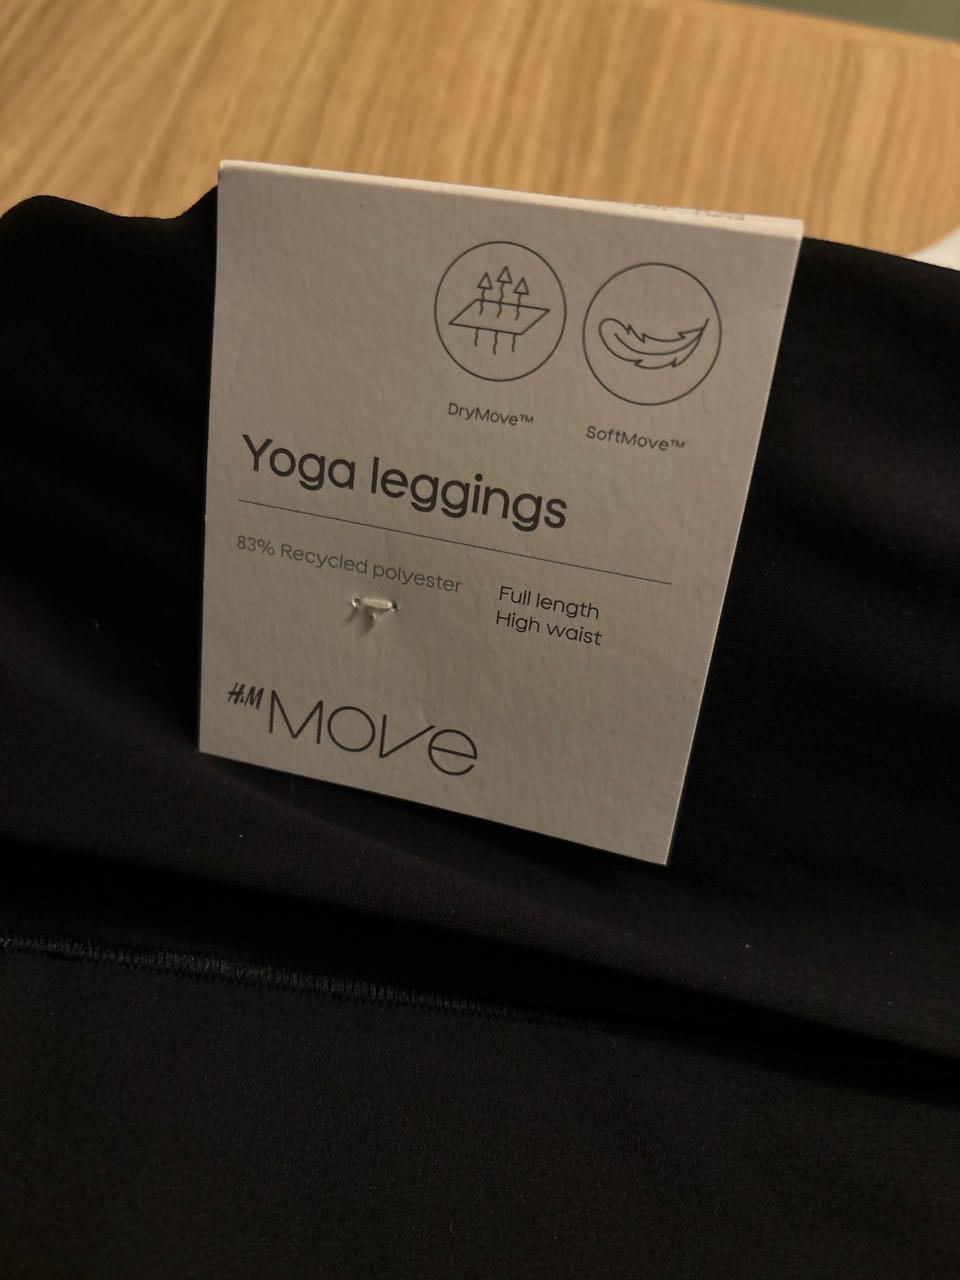 DryMove™
SoftMove™
Yoga leggings
83% Recycled polyester
Full length
High waist
H&M MOVE